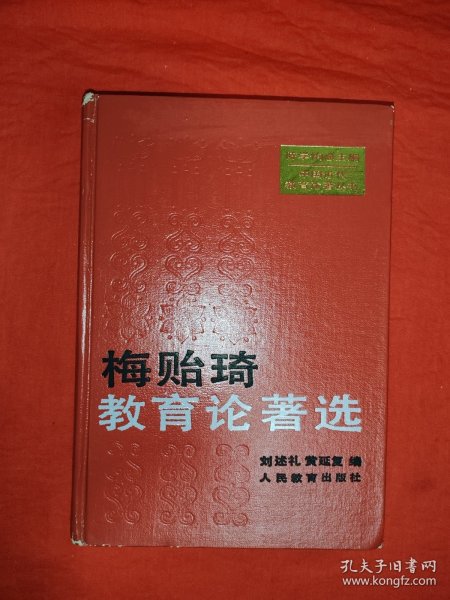 梅贻琦
教育论著选
刘述礼 黄延复 编
人民教育出版社
孔夫子旧书网
www.kongfz.com